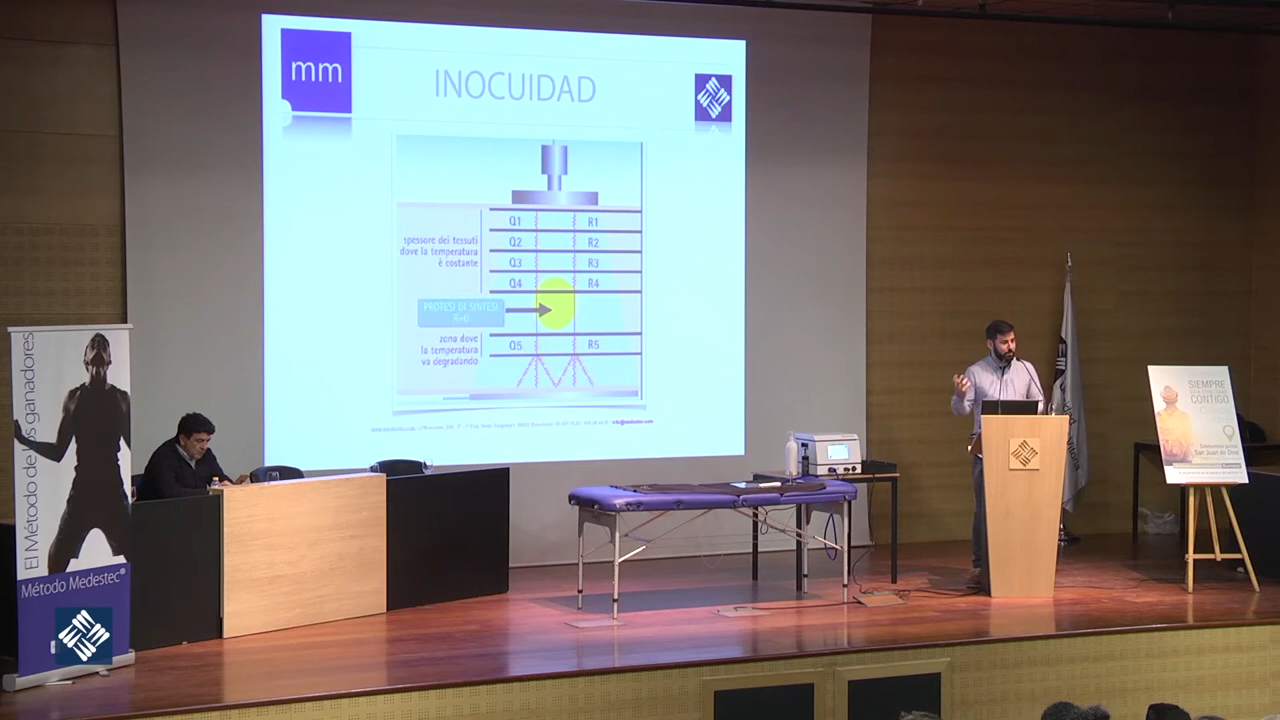 mm
INOCUIDAD
Q1 R1
Q2 R2
Q3 R3
Q4 R4
spessore dei tessuti
dove la temperatura
è costante
PROTESI DI SINTESI
R=0
zona dove
la temperatura
va degradando
Q5 R5
El Método de los ganadores
Método Medestec®
SIEMPRE
CONTIGO
San Juan de Dios